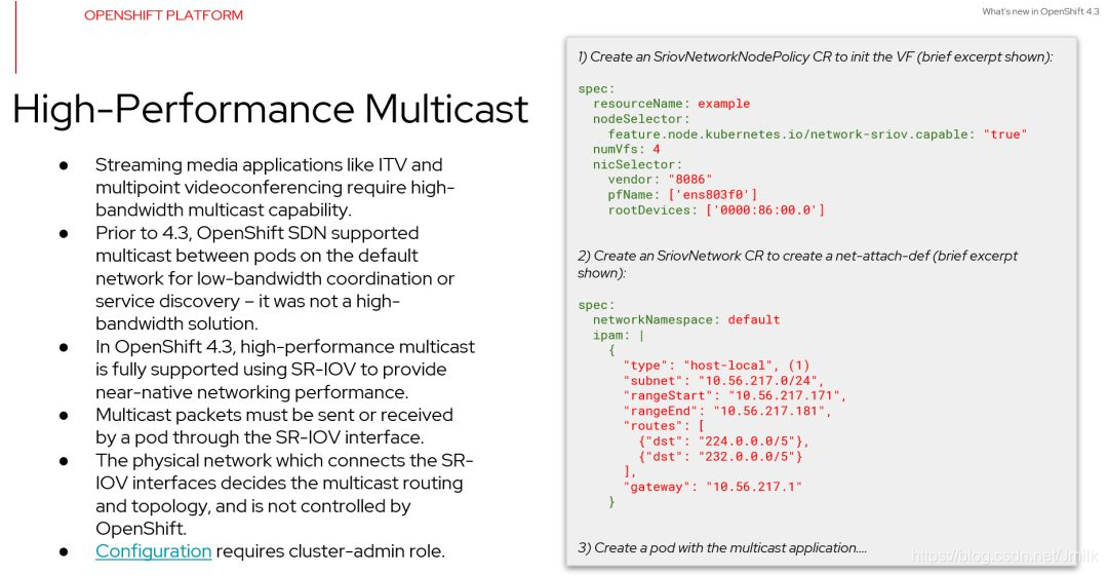 OPENSHIFT PLATFORM
What's new in OpenShift 4.3
High-Performance Multicast
● Streaming media applications like ITV and
multipoint videoconferencing require high-
bandwidth multicast capability.
● Prior to 4.3, OpenShift SDN supported
multicast between pods on the default
network for low-bandwidth coordination or
service discovery – it was not a high-
bandwidth solution.
● In OpenShift 4.3, high-performance multicast
is fully supported using SR-IOV to provide
near-native networking performance.
● Multicast packets must be sent or received
by a pod through the SR-IOV interface.
● The physical network which connects the SR-
IOV interfaces decides the multicast routing
and topology, and is not controlled by
OpenShift.
● Configuration requires cluster-admin role.
1) Create an SriovNetworkNodePolicy CR to init the VF (brief excerpt shown):
spec:
  resourceName: example
  nodeSelector:
    feature.node.kubernetes.io/network-sriov.capable: "true"
  numVfs: 4
  nicSelector:
    vendor: "8086"
    pfName: ['ens803f0']
    rootDevices: ['0000:86:00.0']
2) Create an SriovNetwork CR to create a net-attach-def (brief excerpt
shown):
spec:
  networkNamespace: default
  ipam: |
    {
      "type": "host-local", (1)
      "subnet": "10.56.217.0/24",
      "rangeStart": "10.56.217.171",
      "rangeEnd": "10.56.217.181",
      "routes": [
        {"dst": "224.0.0.0/5"},
        {"dst": "232.0.0.0/5"}
      ],
      "gateway": "10.56.217.1"
    }
3) Create a pod with the multicast application....
https://blog.csdn.net/Jmilk